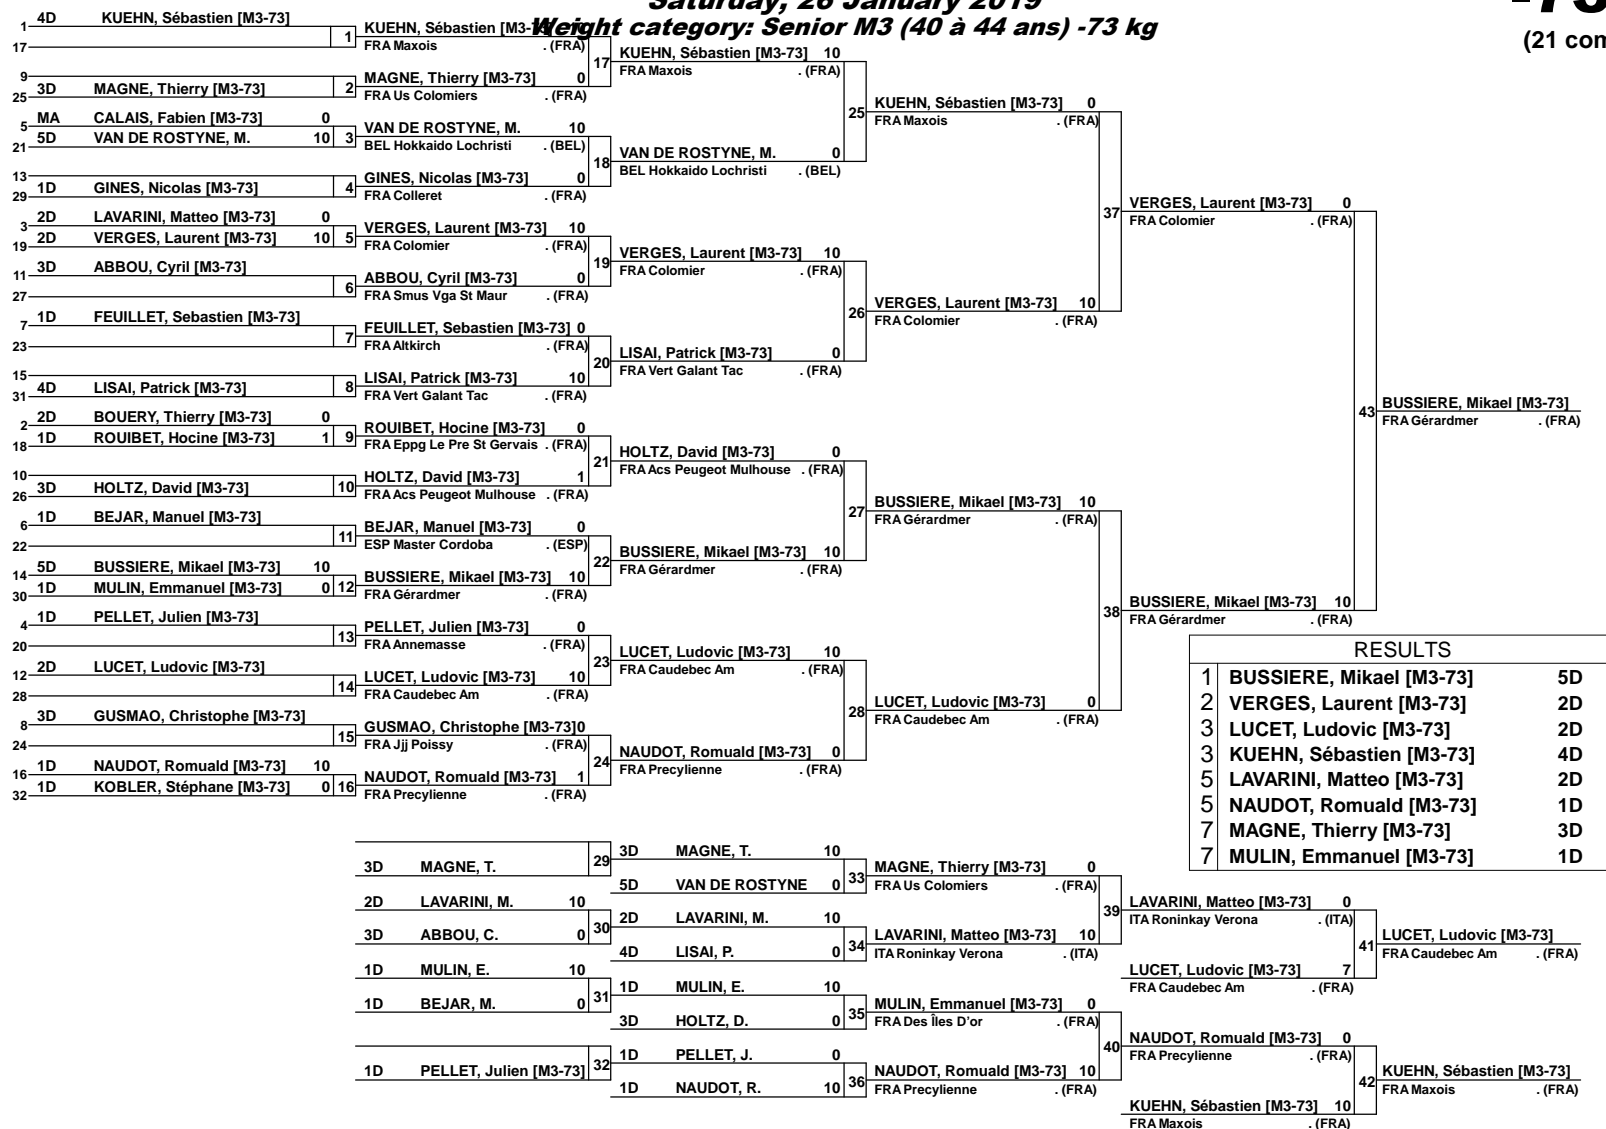 Saturday, 26 January 2019
Weight category: Senior M3 (40 à 44 ans) -73 kg
(21 com
1 4D KUEHN, Sébastien [M3-73]
17
1
9
25 3D MAGNE, Thierry [M3-73]
2
5 MA CALAIS, Fabien [M3-73] 0
21 5D VAN DE ROSTYNE, M. 10
3
13
29 1D GINES, Nicolas [M3-73]
4
3 2D LAVARINI, Matteo [M3-73] 0
19 2D VERGES, Laurent [M3-73] 10
5
11 3D ABBOU, Cyril [M3-73]
27
6
7 1D FEUILLET, Sebastien [M3-73]
23
7
15
31 4D LISAI, Patrick [M3-73]
8
2 2D BOUERY, Thierry [M3-73] 0
18 1D ROUIBET, Hocine [M3-73] 1
9
10
26 3D HOLTZ, David [M3-73]
10
6 1D BEJAR, Manuel [M3-73]
22
11
14 5D BUSSIERE, Mikael [M3-73] 10
30 1D MULIN, Emmanuel [M3-73] 0
12
4 1D PELLET, Julien [M3-73]
20
13
12 2D LUCET, Ludovic [M3-73]
28
14
8 3D GUSMAO, Christophe [M3-73]
24
15
16 1D NAUDOT, Romuald [M3-73] 10
32 1D KOBLER, Stéphane [M3-73] 0
16
KUEHN, Sébastien [M3-
FRA Maxois . (FRA)
17
MAGNE, Thierry [M3-73] 0
FRA Us Colomiers . (FRA)
VAN DE ROSTYNE, M. 10
BEL Hokkaido Lochristi . (BEL)
18
GINES, Nicolas [M3-73] 0
FRA Colleret . (FRA)
VERGES, Laurent [M3-73] 10
FRA Colomier . (FRA)
19
ABBOU, Cyril [M3-73] 0
FRA Smus Vga St Maur . (FRA)
FEUILLET, Sebastien [M3-73] 0
FRA Altkirch . (FRA)
20
LISAI, Patrick [M3-73] 10
FRA Vert Galant Tac . (FRA)
ROUIBET, Hocine [M3-73] 0
FRA Eppg Le Pre St Gervais . (FRA)
21
HOLTZ, David [M3-73] 1
FRA Acs Peugeot Mulhouse . (FRA)
BEJAR, Manuel [M3-73] 0
ESP Master Cordoba . (ESP)
22
BUSSIERE, Mikael [M3-73] 10
FRA Gérardmer . (FRA)
PELLET, Julien [M3-73] 0
FRA Annemasse . (FRA)
23
LUCET, Ludovic [M3-73] 10
FRA Caudebec Am . (FRA)
GUSMAO, Christophe [M3-73]0
FRA Jjj Poissy . (FRA)
24
NAUDOT, Romuald [M3-73] 1
FRA Precylienne . (FRA)
KUEHN, Sébastien [M3-73] 10
FRA Maxois . (FRA)
25
VAN DE ROSTYNE, M. 0
BEL Hokkaido Lochristi . (BEL)
VERGES, Laurent [M3-73] 10
FRA Colomier . (FRA)
26
LISAI, Patrick [M3-73] 0
FRA Vert Galant Tac . (FRA)
HOLTZ, David [M3-73] 0
FRA Acs Peugeot Mulhouse . (FRA)
27
BUSSIERE, Mikael [M3-73] 10
FRA Gérardmer . (FRA)
LUCET, Ludovic [M3-73] 10
FRA Caudebec Am . (FRA)
28
NAUDOT, Romuald [M3-73] 0
FRA Precylienne . (FRA)
KUEHN, Sébastien [M3-73] 0
FRA Maxois . (FRA)
37
VERGES, Laurent [M3-73] 10
FRA Colomier . (FRA)
BUSSIERE, Mikael [M3-73] 10
FRA Gérardmer . (FRA)
38
LUCET, Ludovic [M3-73] 0
FRA Caudebec Am . (FRA)
VERGES, Laurent [M3-73] 0
FRA Colomier . (FRA)
43
BUSSIERE, Mikael [M3-73] 10
FRA Gérardmer . (FRA)
BUSSIERE, Mikael [M3-73]
FRA Gérardmer . (FRA)
RESULTS
1 BUSSIERE, Mikael [M3-73] 5D
2 VERGES, Laurent [M3-73] 2D
3 LUCET, Ludovic [M3-73] 2D
3 KUEHN, Sébastien [M3-73] 4D
5 LAVARINI, Matteo [M3-73] 2D
5 NAUDOT, Romuald [M3-73] 1D
7 MAGNE, Thierry [M3-73] 3D
7 MULIN, Emmanuel [M3-73] 1D
3D MAGNE, T.
29
2D LAVARINI, M. 10
30
3D ABBOU, C. 0
1D MULIN, E. 10
31
1D BEJAR, M. 0
1D PELLET, Julien [M3-73]
32
3D MAGNE, T. 10
33
5D VAN DE ROSTYNE 0
2D LAVARINI, M. 10
34
4D LISAI, P. 0
1D MULIN, E. 10
35
3D HOLTZ, D. 0
1D PELLET, J. 0
36
1D NAUDOT, R. 10
MAGNE, Thierry [M3-73] 0
FRA Us Colomiers . (FRA)
39
LAVARINI, Matteo [M3-73] 10
ITA Roninkay Verona . (ITA)
MULIN, Emmanuel [M3-73] 0
FRA Des Îles D'or . (FRA)
40
NAUDOT, Romuald [M3-73] 10
FRA Precylienne . (FRA)
LAVARINI, Matteo [M3-73] 0
ITA Roninkay Verona . (ITA)
41
LUCET, Ludovic [M3-73] 7
FRA Caudebec Am . (FRA)
NAUDOT, Romuald [M3-73] 0
FRA Precylienne . (FRA)
42
KUEHN, Sébastien [M3-73] 10
FRA Maxois . (FRA)
LUCET, Ludovic [M3-73]
FRA Caudebec Am . (FRA)
KUEHN, Sébastien [M3-73]
FRA Maxois . (FRA)